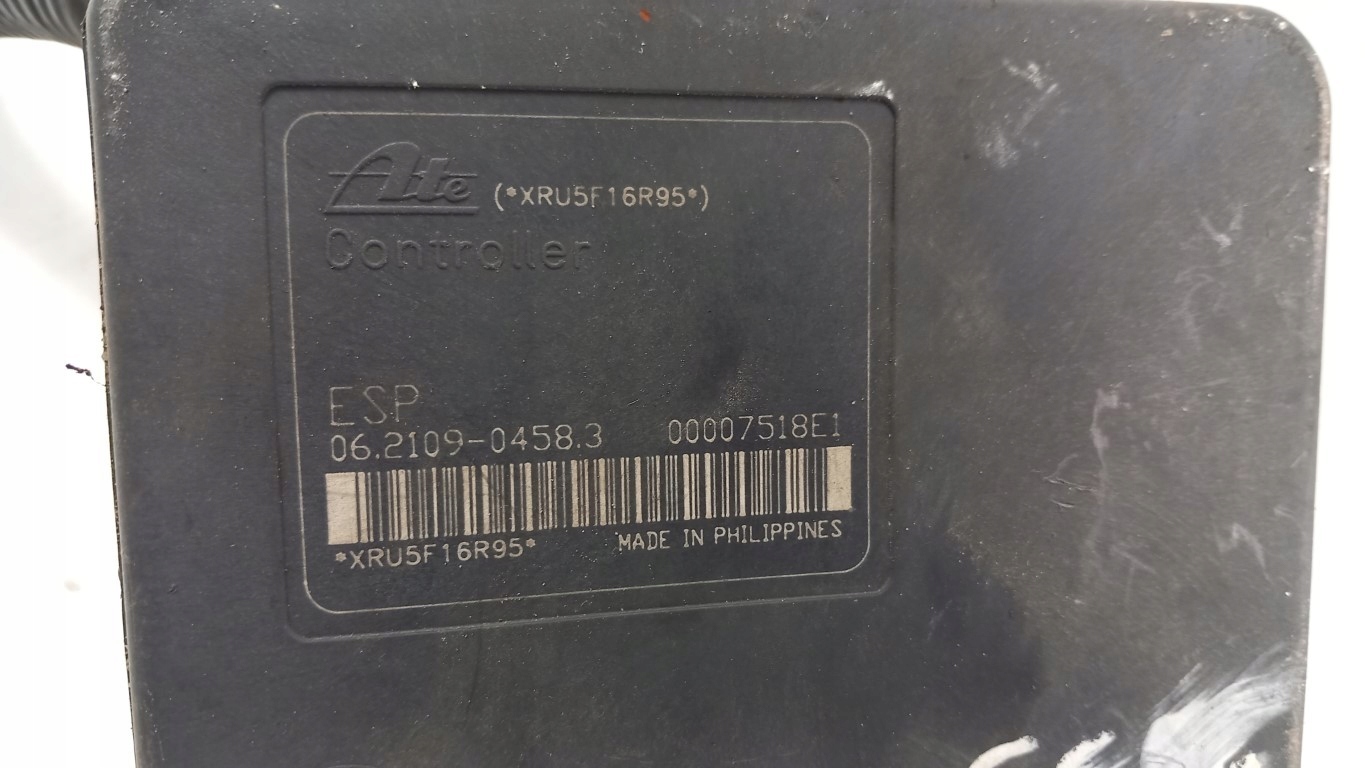 Ate (*XRU5F16R95*)
Controller
ESP
06.2109-0458.3 00007518E1
*XRU5F16R95* MADE IN PHILIPPINES